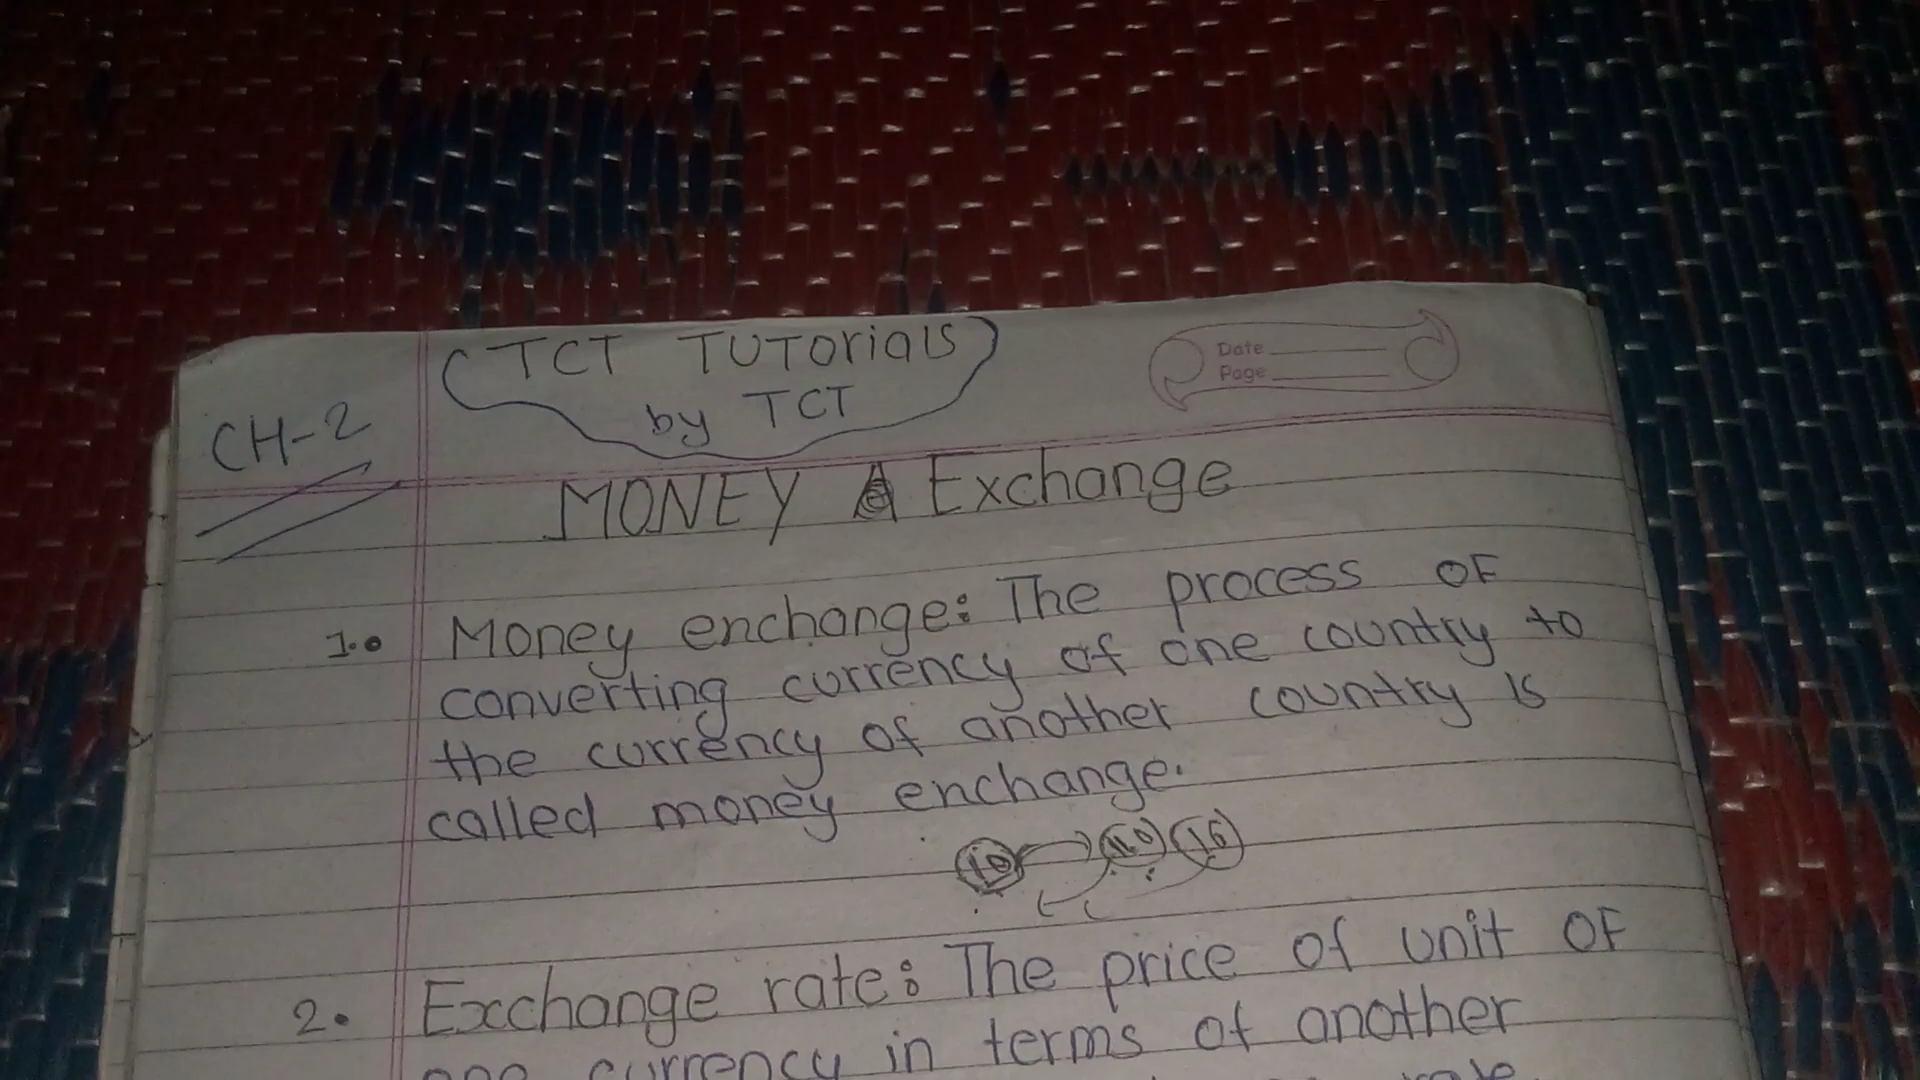 TCT TUTorials
by TCT
Date
Page
CH-2
MONEY Exchange
1. Money enchange: The process OF
converting currency of one country to
the currency of another country is
called money enchange.
10
2. Exchange rate: The price of unit OF
one currency in terms of another